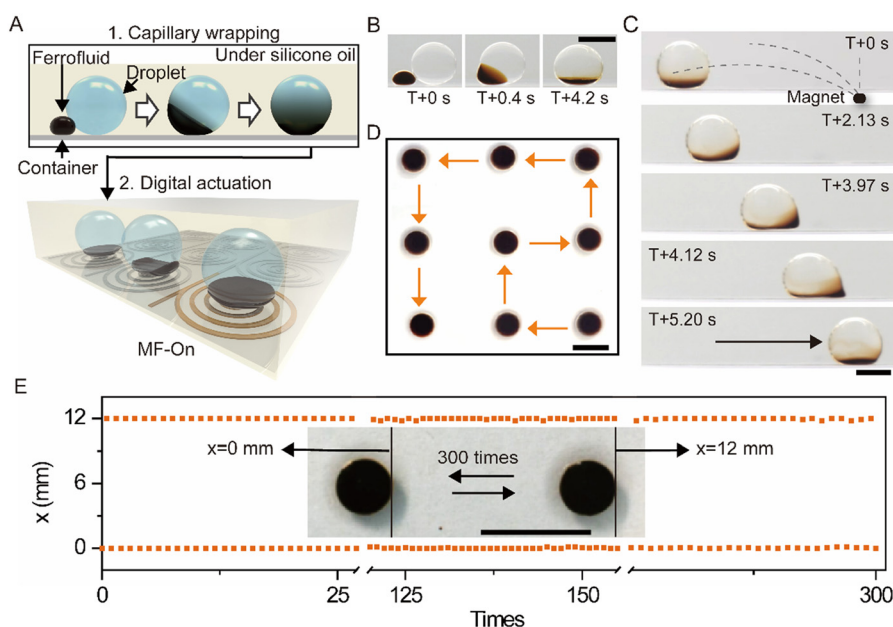 A
1. Capillary wrapping
Ferrofluid
Under silicone oil
Droplet
Container
2. Digital actuation
MF-On
B
T+0 s
T+0.4 s
T+4.2 s
C
T+0 s
Magnet
T+2.13 s
T+3.97 s
T+4.12 s
T+5.20 s
D
E
x (mm)
12
6
0
x=0 mm
300 times
x=12 mm
0
25
125
150
300
Times